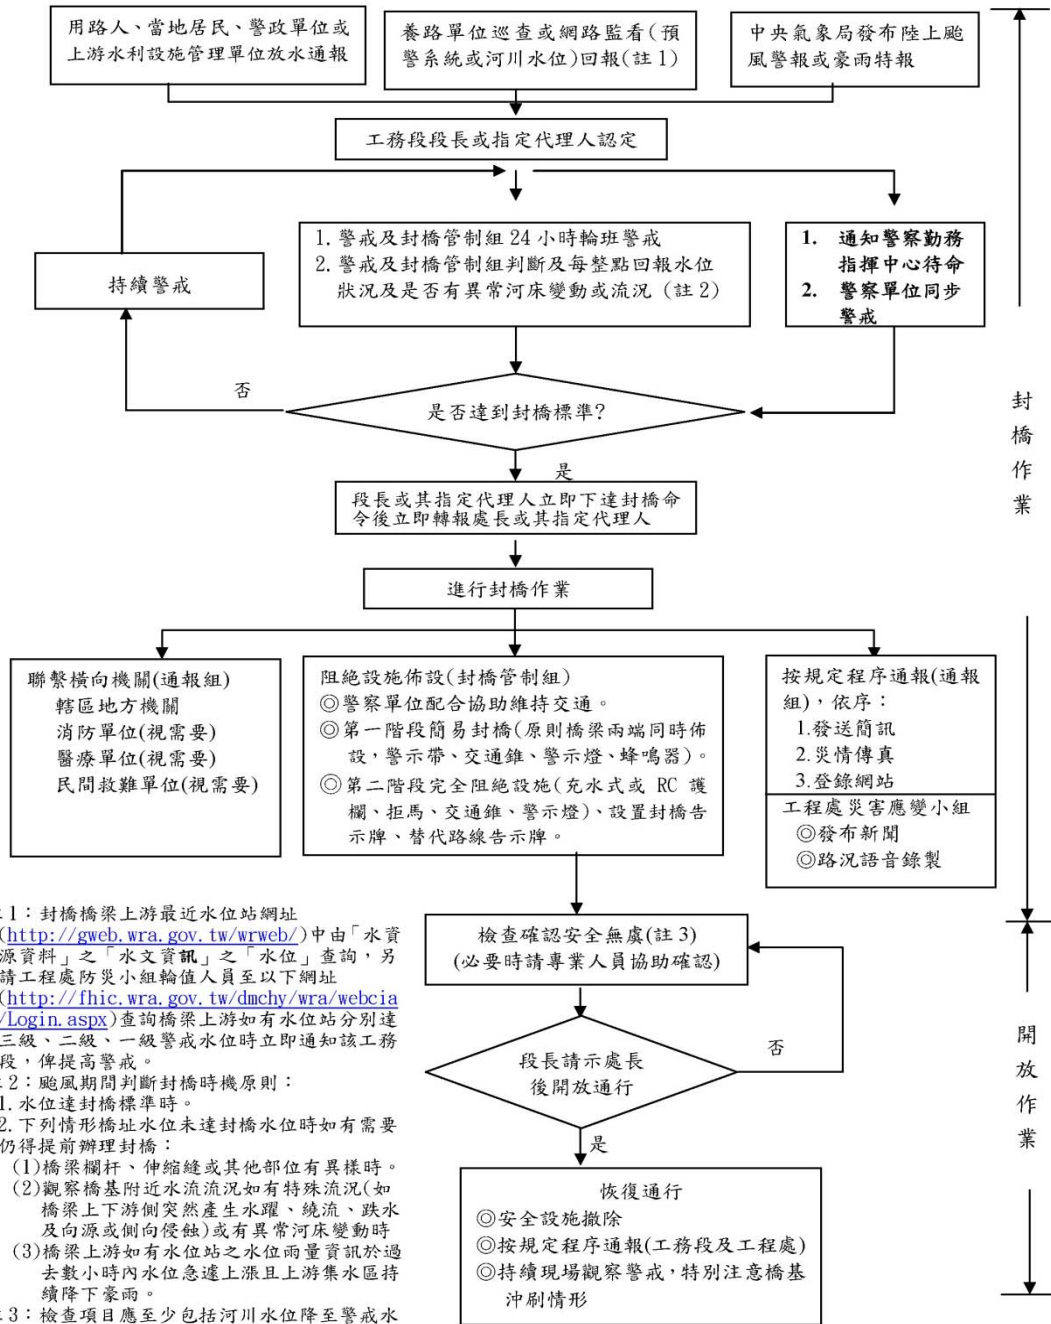 用路人、當地居民、警政單位或
上游水利設施管理單位放水通報
養路單位巡查或網路監看(預
警系統或河川水位)回報(註1)
中央氣象局發布陸上颱
風警報或豪雨特報
工務段段長或指定代理人認定
持續警戒
1. 警戒及封橋管制組 24 小時輪班警戒
2. 警戒及封橋管制組判斷及每整點回報水位
狀況及是否有異常河床變動或流況 (註2)
1. 通知警察勤務
指揮中心待命
2. 警察單位同步
警戒
否
是否達到封橋標準?
是
段長或其指定代理人立即下達封橋命
令後立即轉報處長或其指定代理人
進行封橋作業
封
橋
作
業
聯繫橫向機關(通報組)
轄區地方機關
消防單位(視需要)
醫療單位(視需要)
民間救難單位(視需要)
阻絕設施佈設(封橋管制組)
◎警察單位配合協助維持交通。
◎第一階段簡易封橋(原則橋梁兩端同時佈
設，警示帶、交通錐、警示燈、蜂鳴器)。
◎第二階段完全阻絕設施(充水式或 RC 護
欄、拒馬、交通錐、警示燈)、設置封橋告
示牌、替代路線告示牌。
按規定程序通報(通報
組)，依序：
1.發送簡訊
2.災情傳真
3.登錄網站
工程處災害應變小組
◎發布新聞
◎路況語音錄製
1：封橋橋梁上游最近水位站網址
(http://gweb.wra.gov.tw/wrweb/)中由「水資
源資料」之「水文資訊」之「水位」查詢，另
請工程處防災小組輪值人員至以下網址
(http://fhic.wra.gov.tw/dmchy/wra/webcia
/Login.aspx)查詢橋梁上游如有水位站分別達
三級、二級、一級警戒水位時立即通知該工務
段，俾提高警戒。
2：颱風期間判斷封橋時機原則：
1.水位達封橋標準時。
2.下列情形橋址水位未達封橋水位時如有需要
仍得提前辦理封橋：
(1)橋梁欄杆、伸縮縫或其他部位有異樣時。
(2)觀察橋基附近水流流況如有特殊流況(如
橋梁上下游側突然產生水躍、繞流、跌水
及向源或側向侵蝕)或有異常河床變動時
(3)橋梁上游如有水位站之水位雨量資訊於過
去數小時內水位急遽上漲且上游集水區持
續降下豪雨。
3：檢查項目應至少包括河川水位降至警戒水
檢查確認安全無虞(註3)
(必要時請專業人員協助確認)
段長請示處長
後開放通行
否
是
恢復通行
◎安全設施撤除
◎按規定程序通報(工務段及工程處)
◎持續現場觀察警戒，特別注意橋基
沖刷情形
開
放
作
業